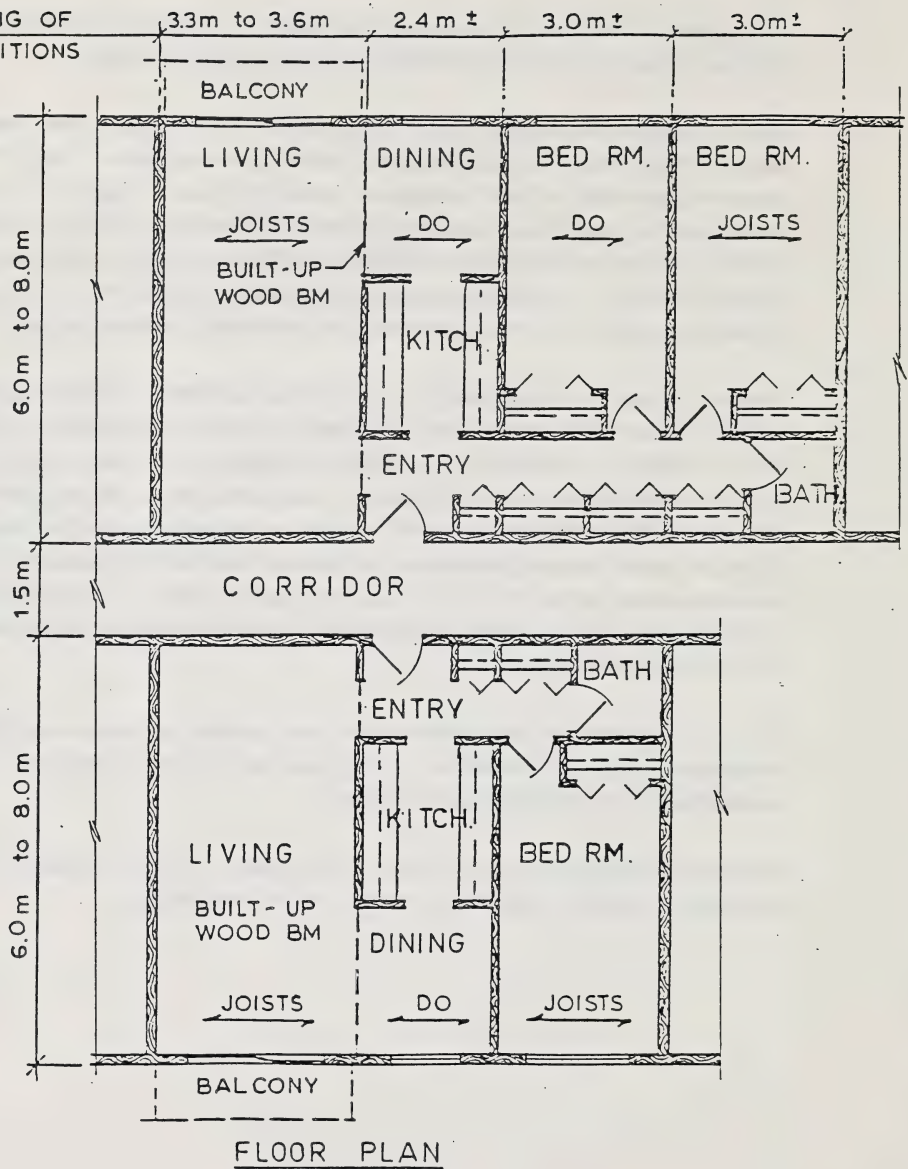 NG OF
ITIONS
3.3m to 3.6m
2.4 m ±
3.0m ±
3.0m ±
BALCONY
LIVING
DINING
BED RM.
BED RM.
JOISTS
DO
DO
JOISTS
BUILT-UP
WOOD BM
6.0m to 8.0m
KITCH
ENTRY
BATH
1.5m
CORRIDOR
BATH
ENTRY
6.0m to 8.0m
KITCH.
LIVING
BED RM.
BUILT-UP
WOOD BM
DINING
JOISTS
DO
JOISTS
BALCONY
FLOOR PLAN